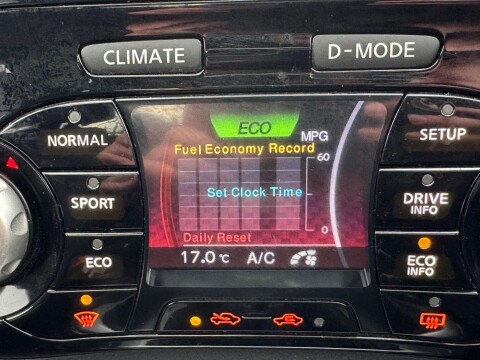 CLIMATE
D-MODE
NORMAL
ECO
MPG
SETUP
Fuel Economy Record
60
Set Clock Time
SPORT
DRIVE
INFO
0
Daily Reset
ECO
17.0 °C A/C
ECO
INFO